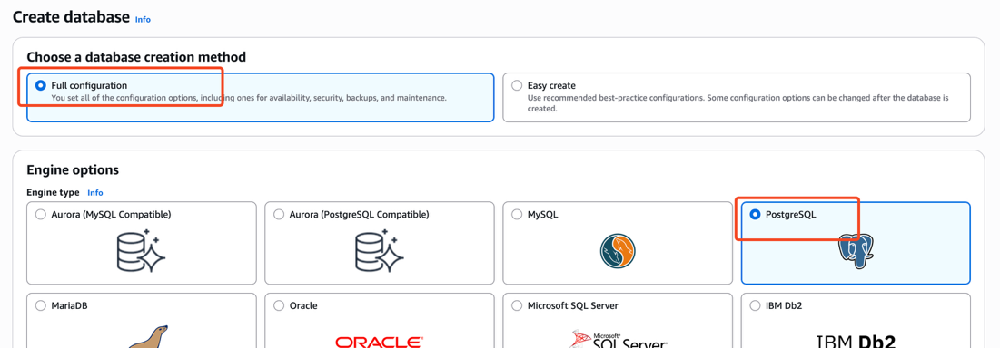 Create database Info
Choose a database creation method
Full configuration
You set all of the configuration options, including ones for availability, security, backups, and maintenance.
Easy create
Use recommended best-practice configurations. Some configuration options can be changed after the database is
created.
Engine options
Engine type Info
Aurora (MySQL Compatible)
Aurora (PostgreSQL Compatible)
MySQL
PostgreSQL
MariaDB
Oracle
ORACLE
Microsoft SQL Server
Microsoft
SQL Server
IBM Db2
IBM Db2